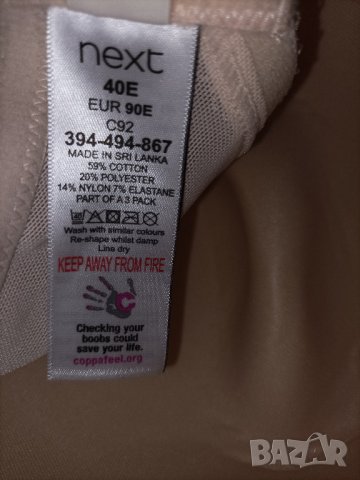 next
40E
EUR 90E
C92
394-494-867
MADE IN SRI LANKA
59% COTTON
20% POLYESTER
14% NYLON 7% ELASTANE
PART OF A 3 PACK
Wash with similar colours
Re-shape whilst damp
Line dry
KEEP AWAY FROM FIRE
C
Checking your
boobs could
save your life.
coppafeel.org
BAZAR